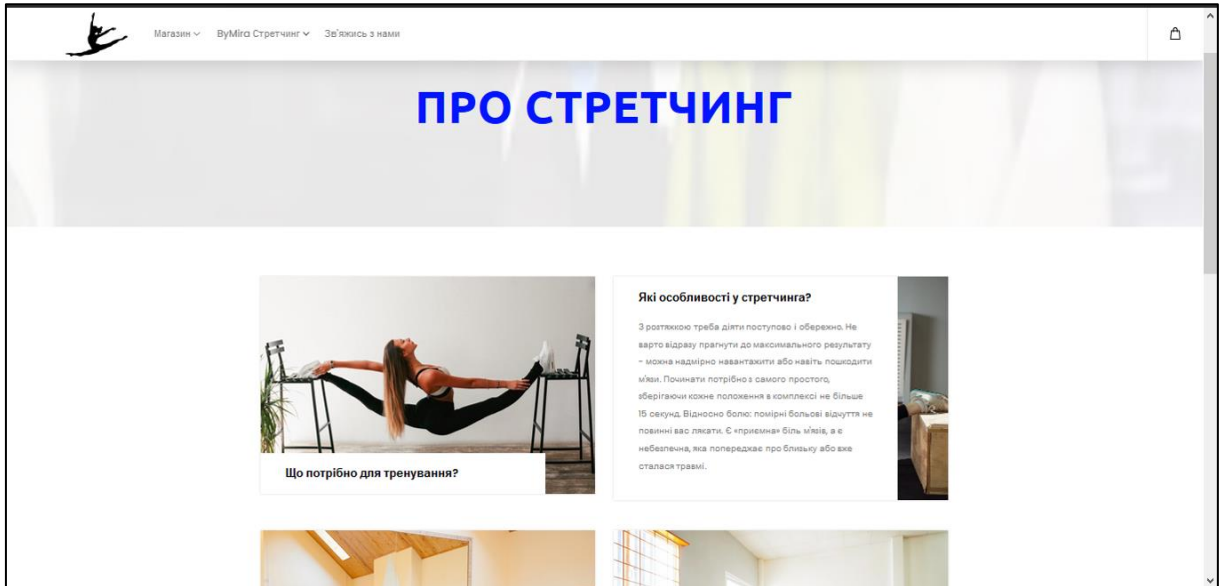 Магазин ByMira Стретчинг Зв'яжись з нами
ПРО СТРЕТЧИНГ
Що потрібно для тренування?
Які особливості у стретчинга?
З розтяжкою треба діяти поступово і обережно. Не
варто відразу прагнути до максимального результату
– можна надмірно навантажити або навіть пошкодити
м'язи. Починати потрібно з самого простого,
зберігаючи кожне положення в комплексі не більше
15 секунд. Відносно болю: помірні больові відчуття не
повинні вас лякати. Є «приємна» біль м'язів, а є
небезпечна, яка попереджає про близьку або вже
сталася травмі.